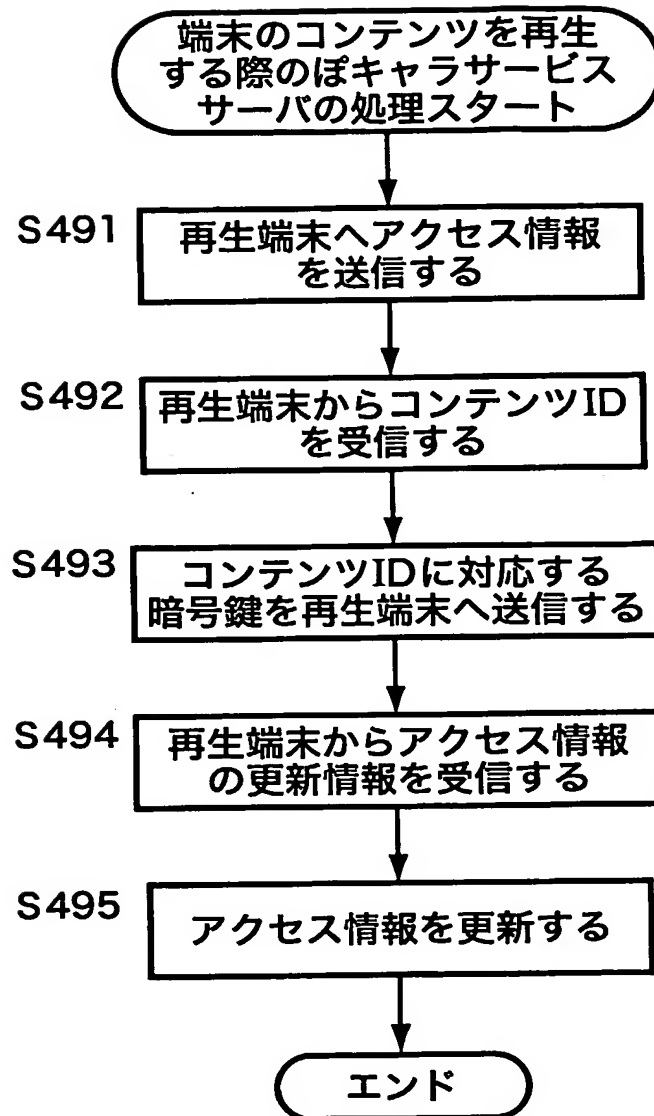 端末のコンテンツを再生
する際のぽキャラサービス
サーバの処理スタート
S491
再生端末へアクセス情報
を送信する
S492
再生端末からコンテンツID
を受信する
S493
コンテンツIDに対応する
暗号鍵を再生端末へ送信する
S494
再生端末からアクセス情報
の更新情報を受信する
S495
アクセス情報を更新する
エンド